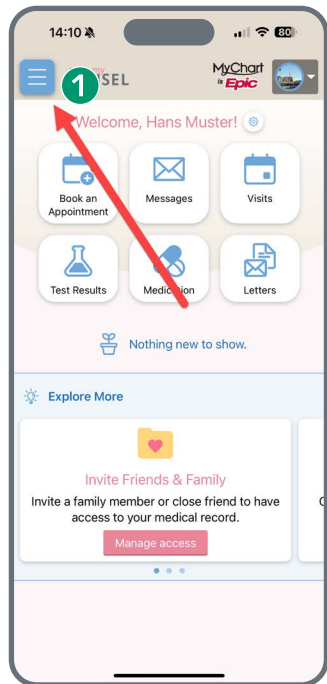 14:10
80
1
my
SEL
MyChart
is Epic
Welcome, Hans Muster!
Book an
Appointment
Messages
Visits
Test Results
Medication
Letters
Nothing new to show.
Explore More
Invite Friends & Family
Invite a family member or close friend to have
access to your medical record.
Manage access